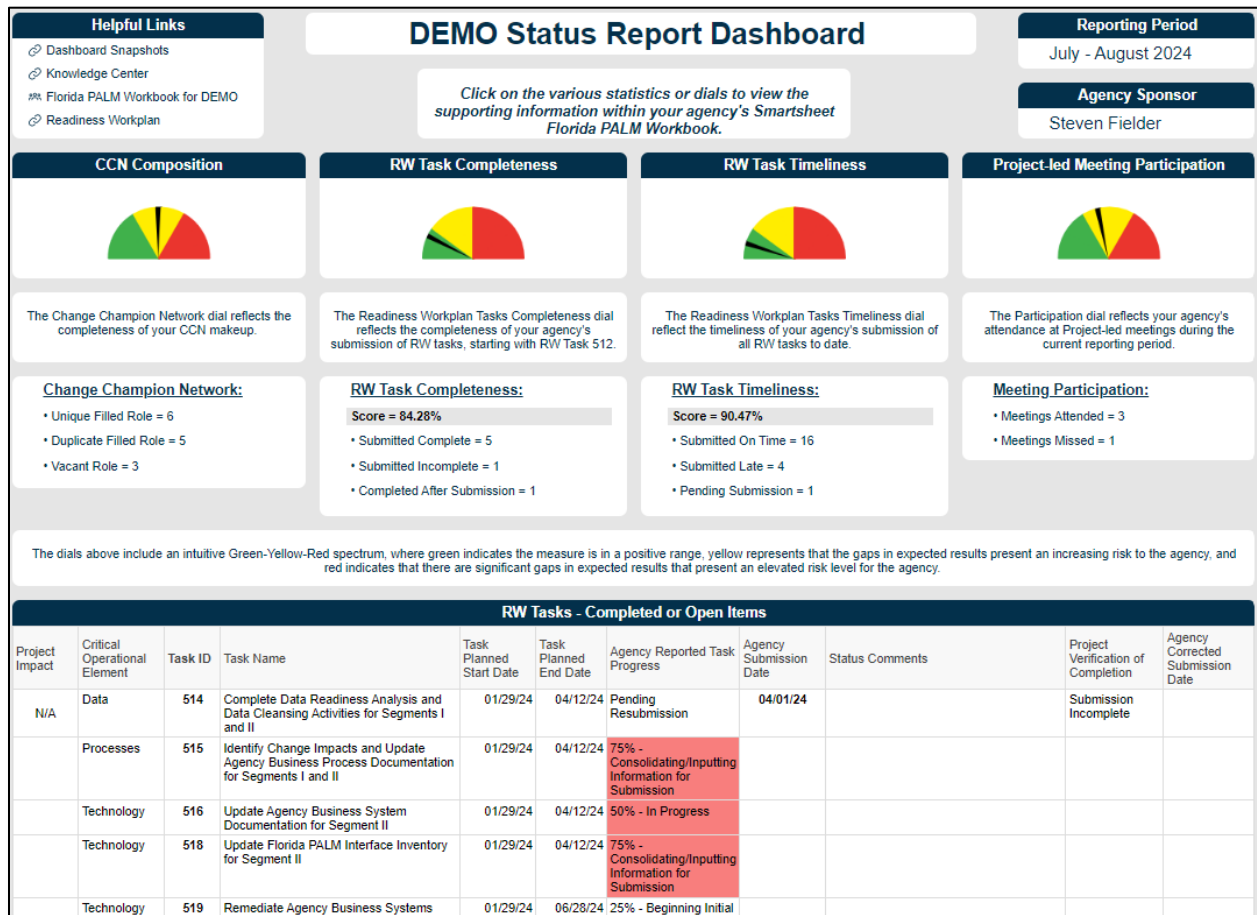 Helpful Links
Dashboard Snapshots
Knowledge Center
Florida PALM Workbook for DEMO
Readiness Workplan
DEMO Status Report Dashboard
Click on the various statistics or dials to view the
supporting information within your agency's Smartsheet
Florida PALM Workbook.
Reporting Period
July - August 2024
Agency Sponsor
Steven Fielder
CCN Composition
RW Task Completeness
RW Task Timeliness
Project-led Meeting Participation
The Change Champion Network dial reflects the
completeness of your CCN makeup.
The Readiness Workplan Tasks Completeness dial
reflects the completeness of your agency's
submission of RW tasks, starting with RW Task 512.
The Readiness Workplan Tasks Timeliness dial
reflect the timeliness of your agency's submission of
all RW tasks to date.
The Participation dial reflects your agency's
attendance at Project-led meetings during the
current reporting period.
Change Champion Network:
• Unique Filled Role = 6
• Duplicate Filled Role = 5
• Vacant Role = 3
RW Task Completeness:
Score = 84.28%
• Submitted Complete = 5
• Submitted Incomplete = 1
• Completed After Submission = 1
RW Task Timeliness:
Score = 90.47%
• Submitted On Time = 16
• Submitted Late = 4
• Pending Submission = 1
Meeting Participation:
• Meetings Attended = 3
• Meetings Missed = 1
The dials above include an intuitive Green-Yellow-Red spectrum, where green indicates the measure is in a positive range, yellow represents that the gaps in expected results present an increasing risk to the agency, and
red indicates that there are significant gaps in expected results that present an elevated risk level for the agency.
RW Tasks - Completed or Open Items
Project
Impact
Critical
Operational
Element
Task ID
Task Name
Task
Planned
Start Date
Task
Planned
End Date
Agency Reported Task
Progress
Agency
Submission
Date
Status Comments
Project
Verification of
Completion
Agency
Corrected
Submission
Date
N/A
Data
514
Complete Data Readiness Analysis and
Data Cleansing Activities for Segments I
and II
01/29/24
04/12/24
Pending
Resubmission
04/01/24
Submission
Incomplete
Processes
515
Identify Change Impacts and Update
Agency Business Process Documentation
for Segments I and II
01/29/24
04/12/24
75% -
Consolidating/Inputting
Information for
Submission
Technology
516
Update Agency Business System
Documentation for Segment II
01/29/24
04/12/24
50% - In Progress
Technology
518
Update Florida PALM Interface Inventory
for Segment II
01/29/24
04/12/24
75% -
Consolidating/Inputting
Information for
Submission
Technology
519
Remediate Agency Business Systems
01/29/24
06/28/24
25% - Beginning Initial